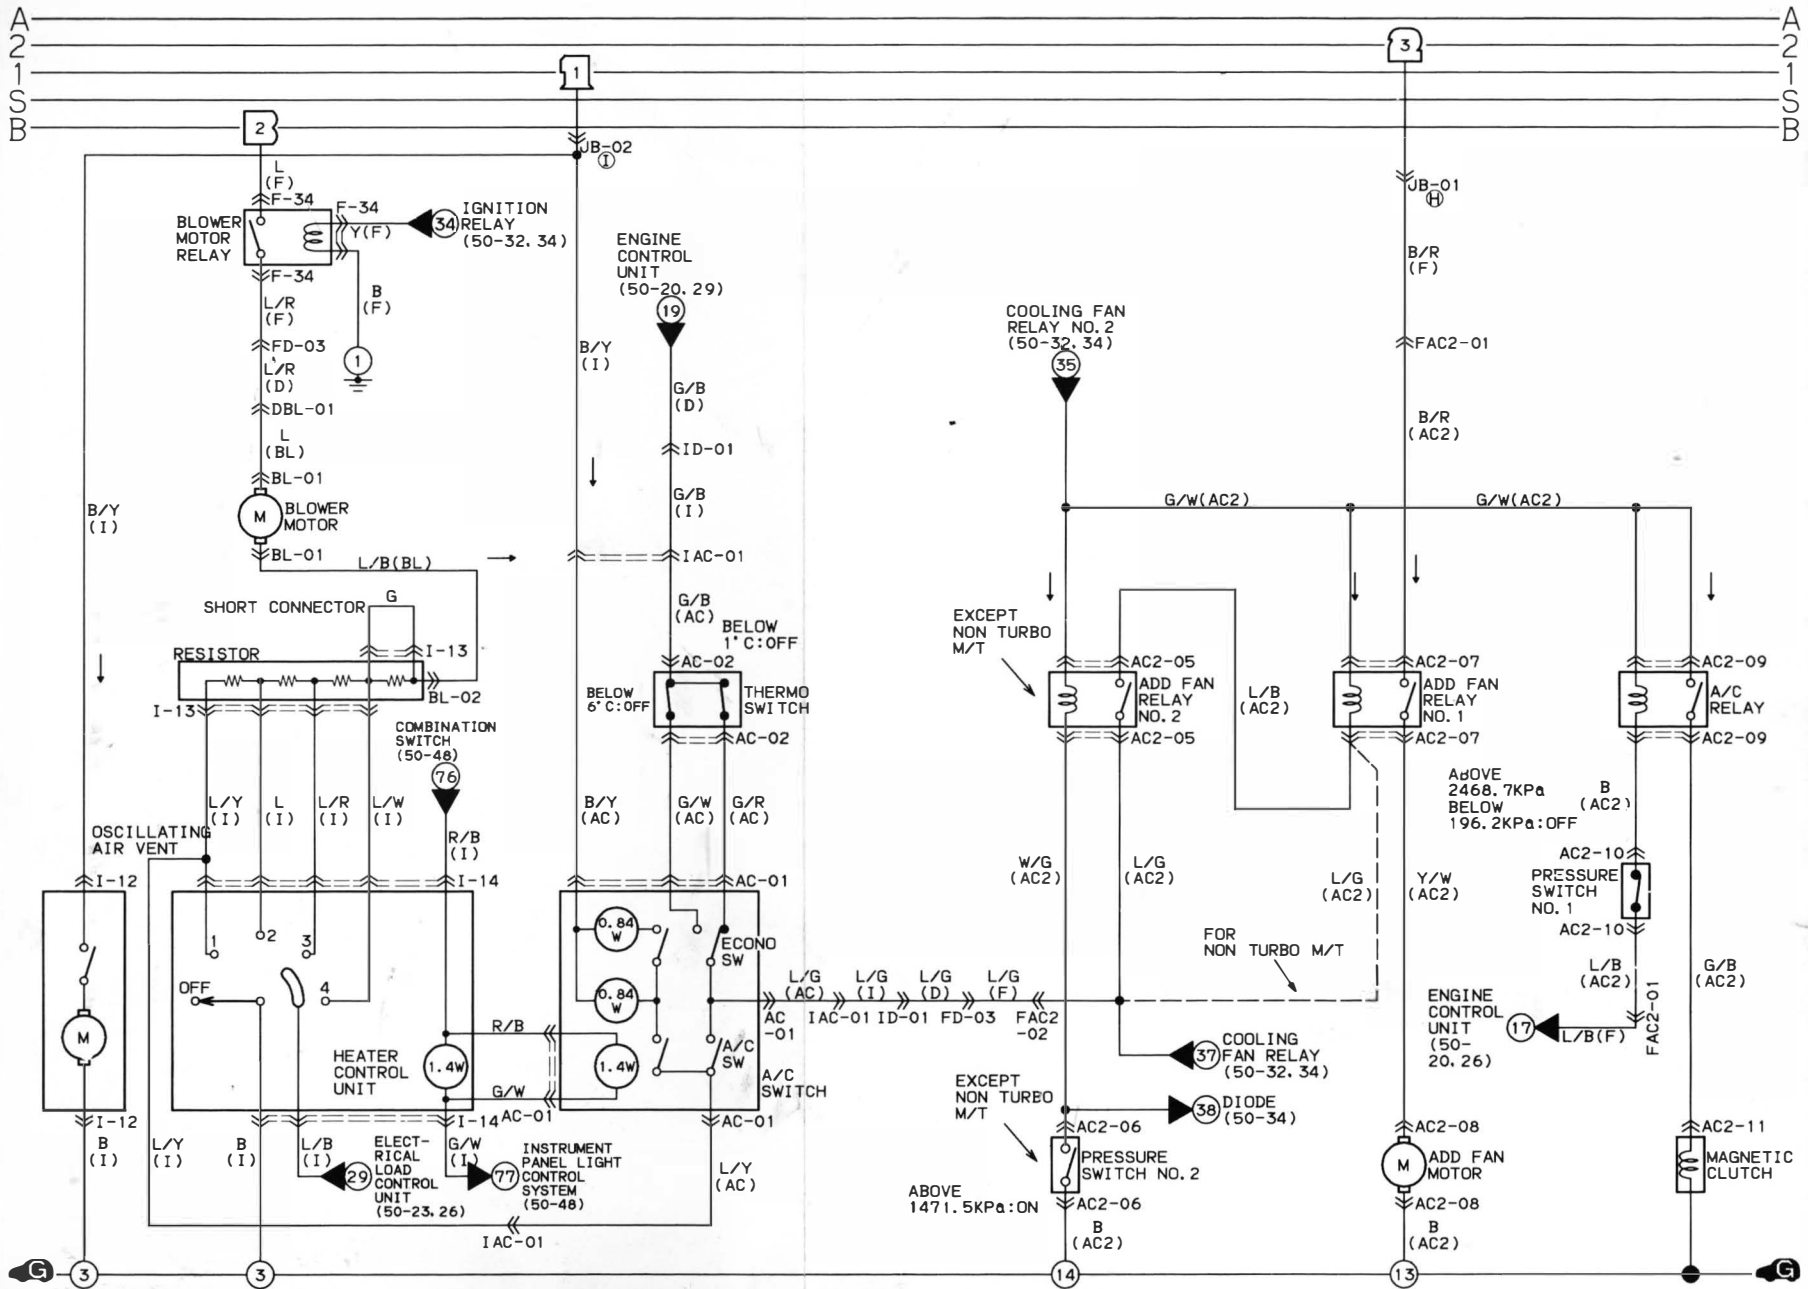 A
A
2
2
1
1
S
S
B
B
3
1
2
JB-02
I
L
(F)
F-34
BLOWER
MOTOR
RELAY
F-34
Y(F)
34
IGNITION
RELAY
(50-32.34)
F-34
L/R
(F)
B
(F)
FD-03
L/R
(D)
1
DBL-01
L
(BL)
BL-01
M
BLOWER
MOTOR
BL-01
L/B(BL)
B/Y
(I)
SHORT CONNECTOR
G
I-13
RESISTOR
BL-02
I-13
COMBINATION
SWITCH
(50-48)
76
L/Y
(I)
L
(I)
L/R
(I)
L/W
(I)
R/B
(I)
OSCILLATING
AIR VENT
I-12
I-14
1
2
3
4
OFF
M
HEATER
CONTROL
UNIT
1.4W
R/B
G/W
AC-01
I-12
I-14
B
(I)
L/Y
(I)
B
(I)
L/B
(I)
29
ELECT-
RICAL
LOAD
CONTROL
UNIT
(50-23.26)
G/W
(I)
77
INSTRUMENT
PANEL LIGHT
CONTROL
SYSTEM
(50-48)
IAC-01
G
3
3
ENGINE
CONTROL
UNIT
(50-20.29)
19
B/Y
(I)
G/B
(D)
ID-01
G/B
(I)
IAC-01
G/B
(AC)
BELOW
1°C:OFF
AC-02
BELOW
6°C:OFF
THERMO
SWITCH
AC-02
B/Y
(AC)
G/W
(AC)
G/R
(AC)
AC-01
0.84
W
ECONO
SW
0.84
W
1.4W
A/C
SW
A/C
SWITCH
AC-01
L/Y
(AC)
L/G
(AC)
L/G
(I)
L/G
(D)
L/G
(F)
AC
-01
IAC-01
ID-01
FD-03
FAC2
-02
JB-01
H
B/R
(F)
COOLING FAN
RELAY NO.2
(50-32.34)
35
FAC2-01
B/R
(AC2)
G/W(AC2)
G/W(AC2)
EXCEPT
NON TURBO
M/T
AC2-05
ADD FAN
RELAY
NO.2
AC2-05
L/B
(AC2)
AC2-07
ADD FAN
RELAY
NO.1
AC2-07
AC2-09
A/C
RELAY
AC2-09
ABOVE
2468.7KPa
BELOW
196.2KPa:OFF
B
(AC2)
AC2-10
PRESSURE
SWITCH
NO.1
AC2-10
W/G
(AC2)
L/G
(AC2)
L/G
(AC2)
Y/W
(AC2)
FOR
NON TURBO M/T
L/B
(AC2)
G/B
(AC2)
ENGINE
CONTROL
UNIT
(50-
20.26)
17
L/B(F)
FAC2-01
37
COOLING
FAN RELAY
(50-32.34)
EXCEPT
NON TURBO
M/T
38
DIODE
(50-34)
AC2-06
PRESSURE
SWITCH NO.2
ABOVE
1471.5KPa:ON
AC2-06
B
(AC2)
AC2-08
M
ADD FAN
MOTOR
AC2-08
B
(AC2)
AC2-11
MAGNETIC
CLUTCH
14
13
G